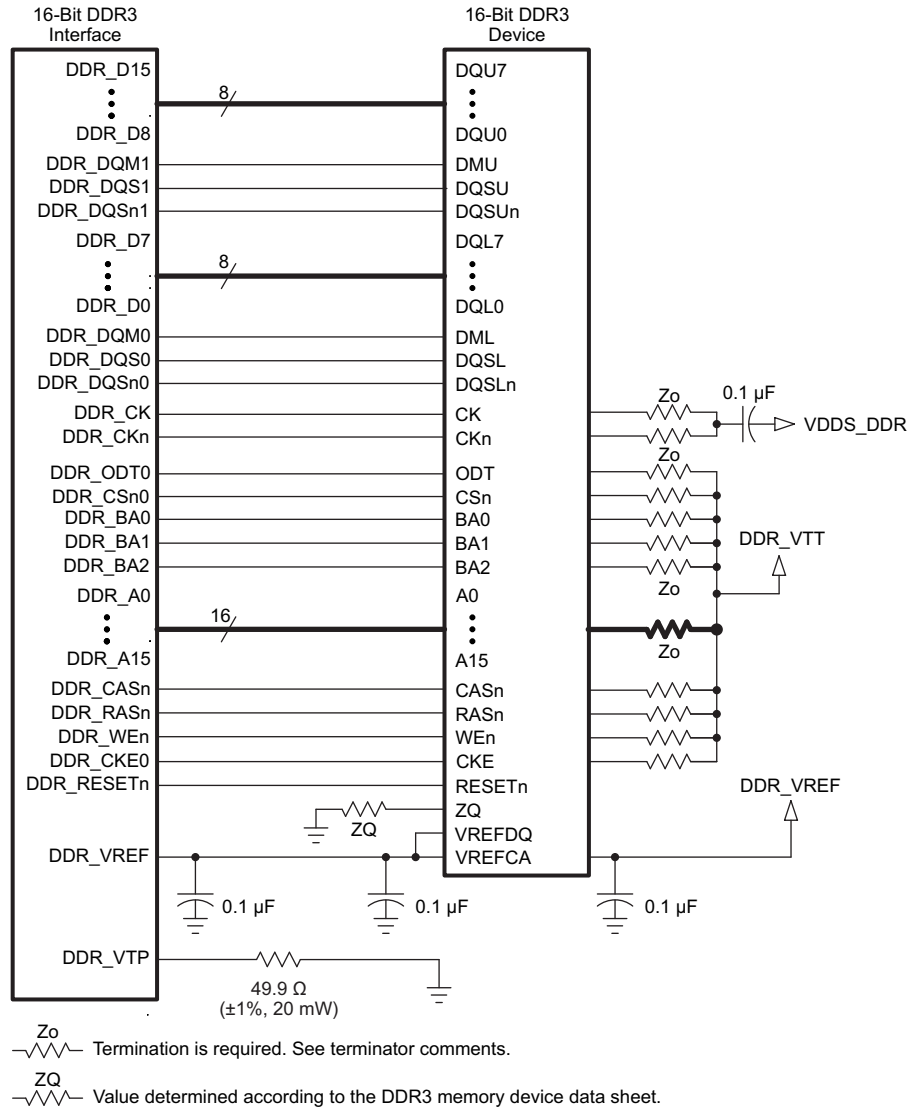 16-Bit DDR3
Interface
16-Bit DDR3
Device
DDR_D15
8
DQU7
DDR_D8
DQU0
DDR_DQM1
DMU
DDR_DQS1
DQSU
DDR_DQSn1
DQSUn
DDR_D7
8
DQL7
DDR_D0
DQL0
DDR_DQM0
DML
DDR_DQS0
DQSL
DDR_DQSn0
DQSLn
Zo
0.1 µF
DDR_CK
CK
VDDS_DDR
DDR_CKn
CKn
Zo
DDR_ODT0
ODT
DDR_CSn0
CSn
DDR_BA0
BA0
DDR_BA1
BA1
DDR_VTT
DDR_BA2
BA2
Zo
DDR_A0
A0
16
Zo
DDR_A15
A15
DDR_CASn
CASn
DDR_RASn
RASn
DDR_WEn
WEn
DDR_CKE0
CKE
DDR_RESETn
RESETn
DDR_VREF
ZQ
ZQ
VREFDQ
DDR_VREF
VREFCA
0.1 µF
0.1 µF
0.1 µF
DDR_VTP
49.9 Ω
(±1%, 20 mW)
Zo
Termination is required. See terminator comments.
ZQ
Value determined according to the DDR3 memory device data sheet.